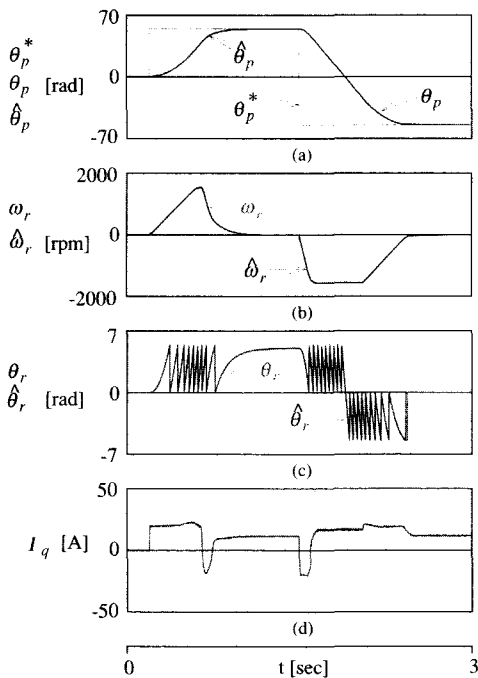 70
θ̂p
θp*
θp [rad]
θ̂p
0
θp*
θp
-70
(a)
2000
ωr
ω̂r [rpm]
0
ωr
ω̂r
-2000
(b)
7
θr
θ̂r [rad]
0
θr
θ̂r
-7
(c)
50
Iq [A]
0
-50
(d)
0
t [sec]
3